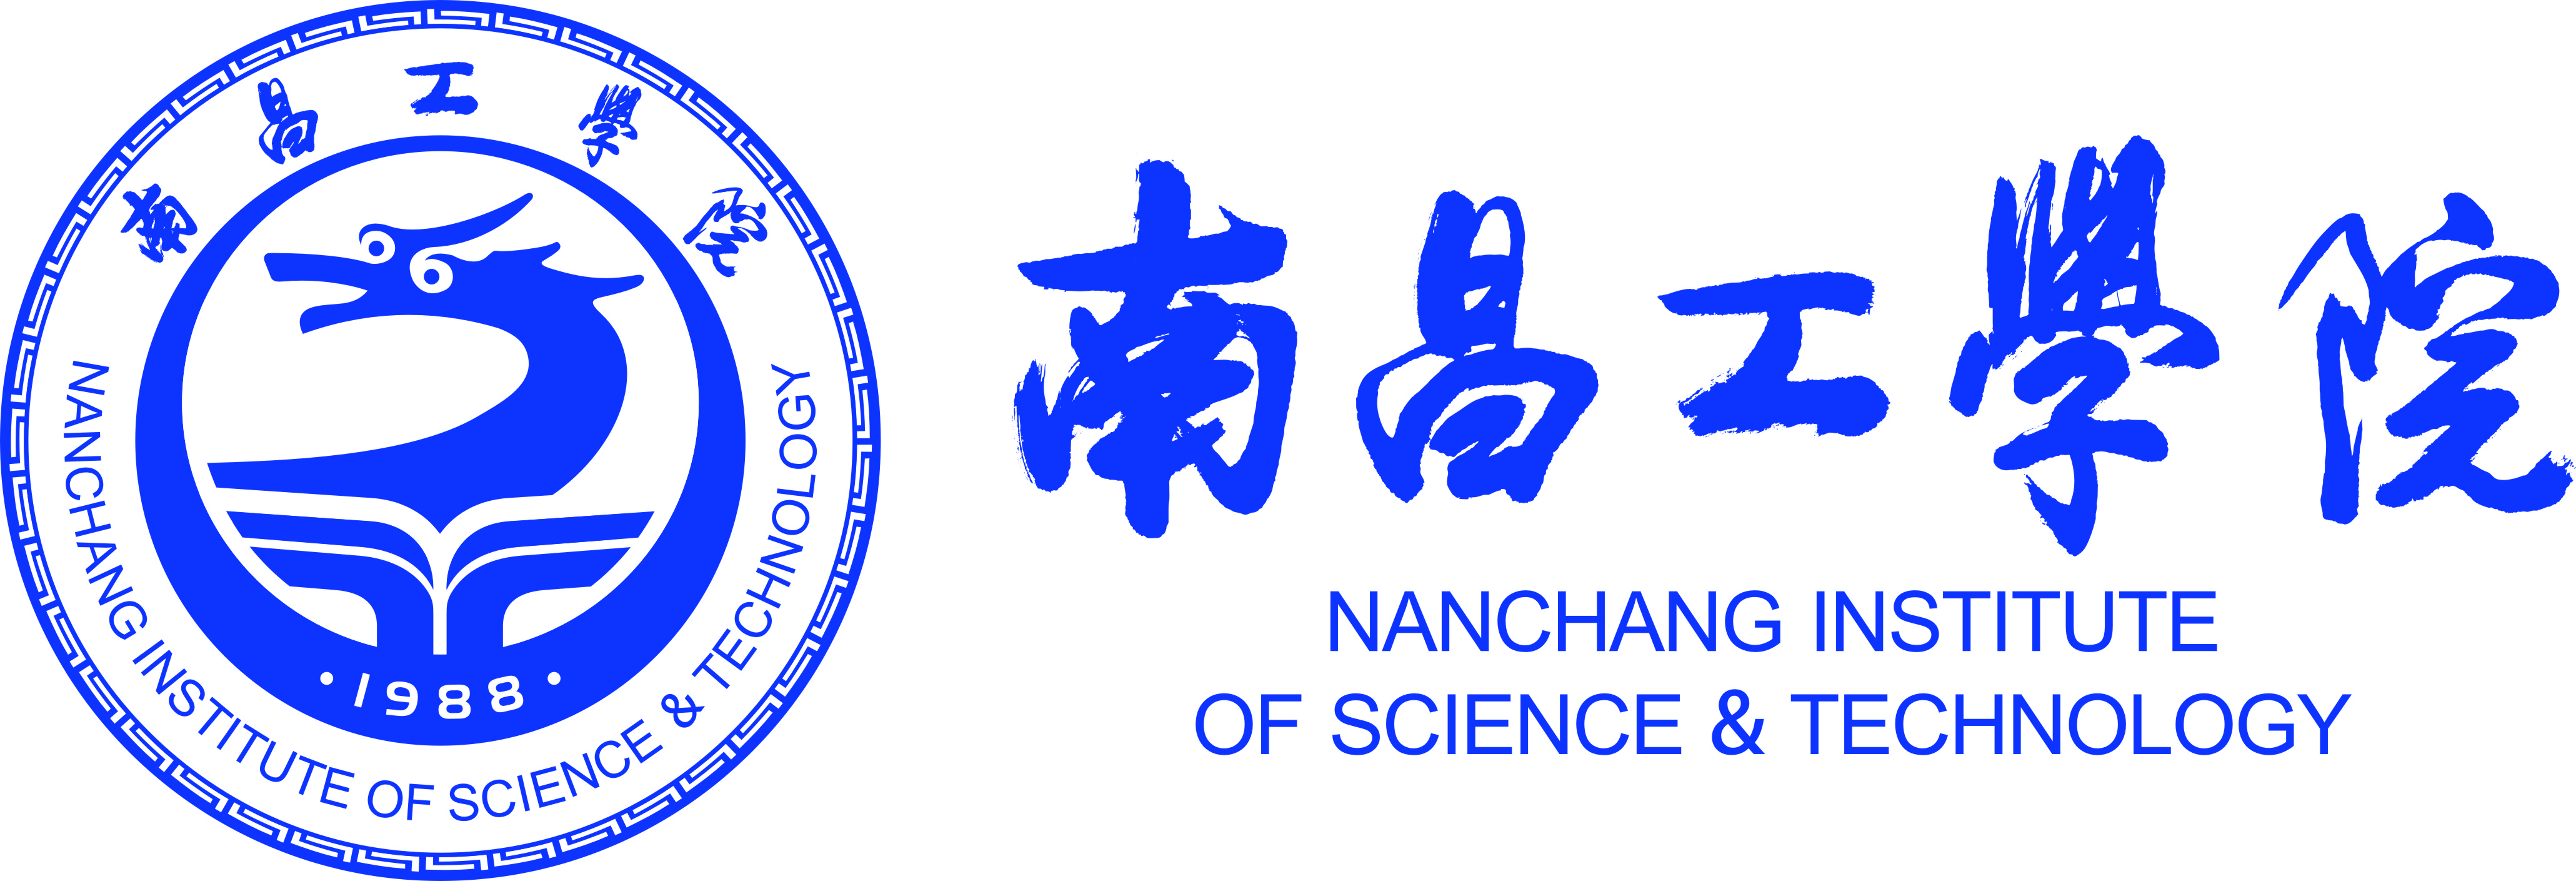 南昌工學院
NANCHANG INSTITUTE OF SCIENCE & TECHNOLOGY
1988
南昌工學院
NANCHANG INSTITUTE
OF SCIENCE & TECHNOLOGY